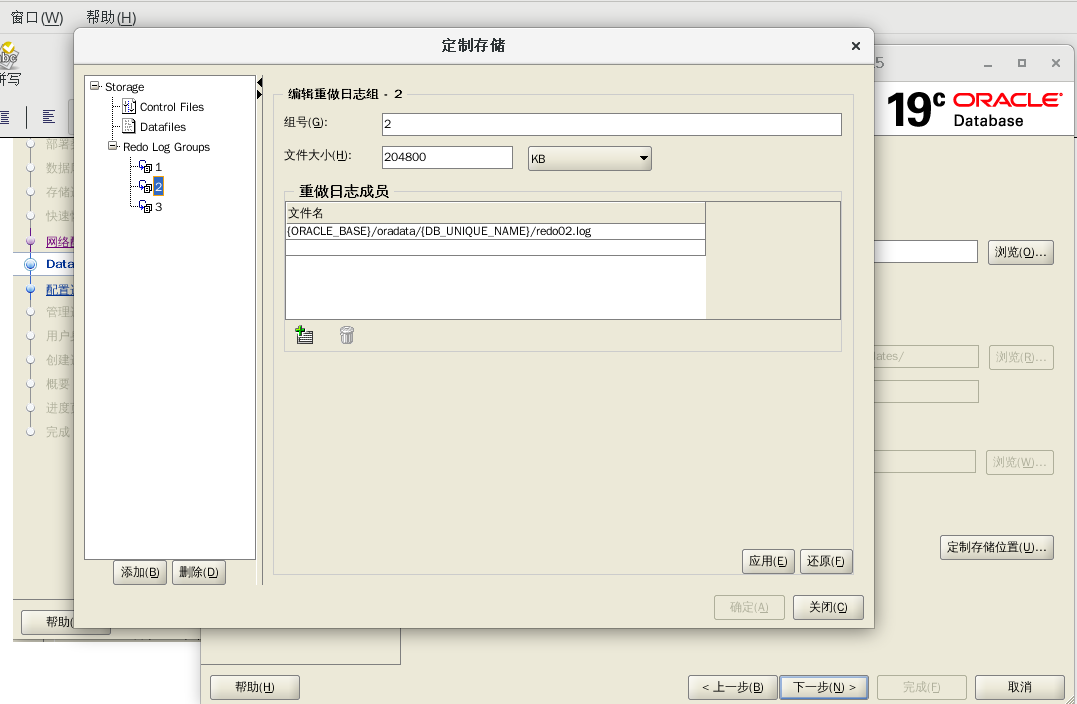 窗口(W) 帮助(H)
定制存储
拼写
5
19c ORACLE
Database
Storage
Control Files
Datafiles
Redo Log Groups
1
2
3
编辑重做日志组 - 2
组号(G):
2
文件大小(H):
204800
KB
重做日志成员
文件名
{ORACLE_BASE}/oradata/{DB_UNIQUE_NAME}/redo02.log
添加(B)
删除(D)
应用(E)
还原(F)
确定(A)
关闭(C)
部署
数据
存储
快速
网络配
Data
配置
管理
用户
创建
概要
进度
完成
浏览(O)...
ates/
浏览(R)...
浏览(W)...
定制存储位置(U)...
帮助(
帮助(H)
< 上一步(B)
下一步(N) >
完成(F)
取消